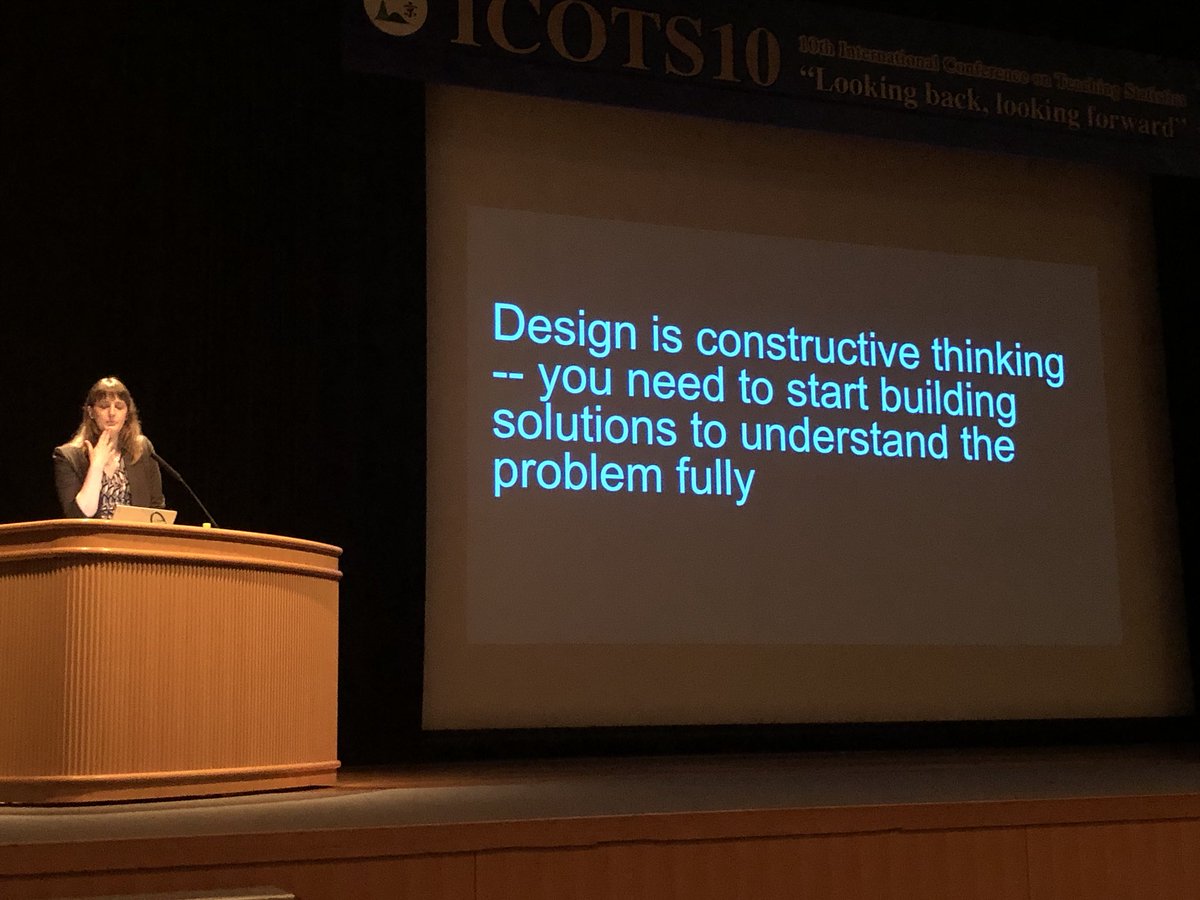 ICOTS10
10th International Conference on Teaching Statistics
“Looking back, looking forward”
Design is constructive thinking
-- you need to start building
solutions to understand the
problem fully